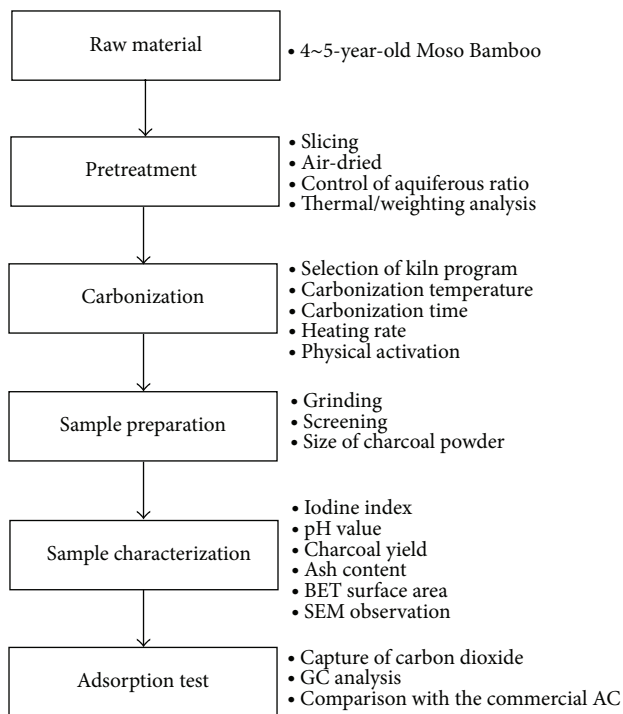 Raw material
• 4~5-year-old Moso Bamboo
Pretreatment
• Slicing
• Air-dried
• Control of aquiferous ratio
• Thermal/weighting analysis
Carbonization
• Selection of kiln program
• Carbonization temperature
• Carbonization time
• Heating rate
• Physical activation
Sample preparation
• Grinding
• Screening
• Size of charcoal powder
Sample characterization
• Iodine index
• pH value
• Charcoal yield
• Ash content
• BET surface area
• SEM observation
Adsorption test
• Capture of carbon dioxide
• GC analysis
• Comparison with the commercial AC